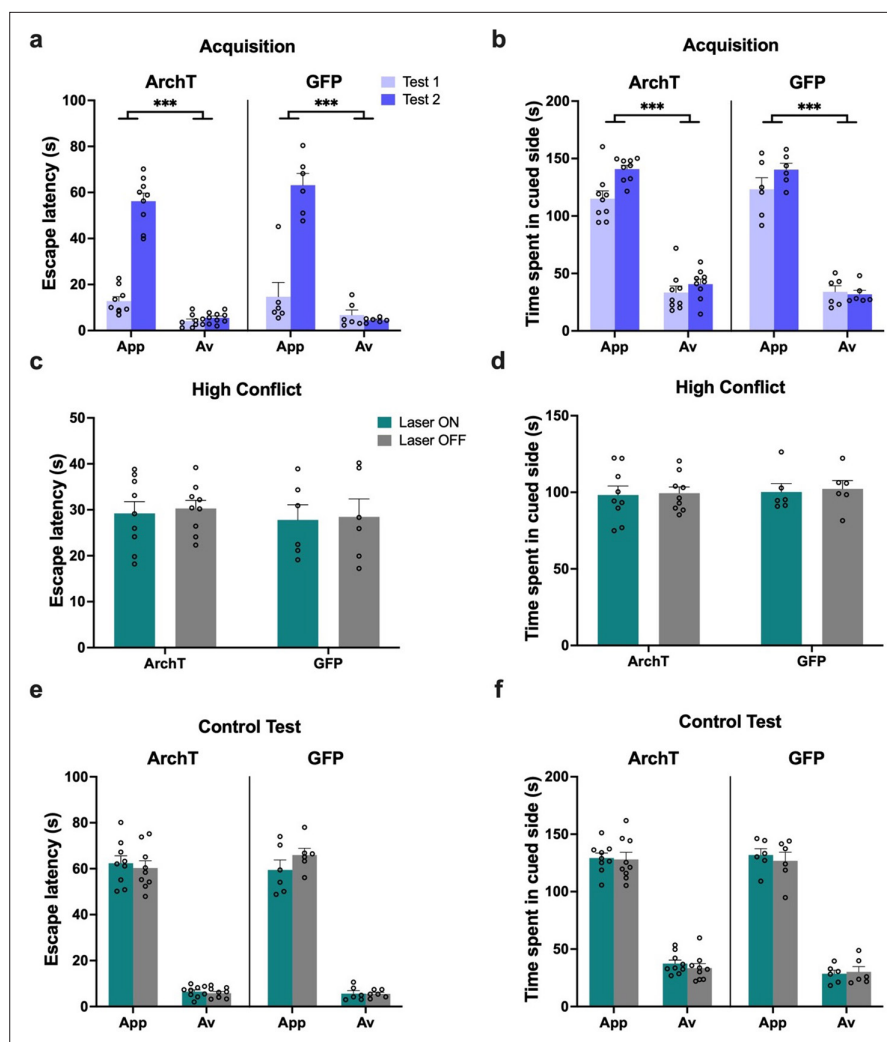 a
Acquisition
ArchT GFP
Test 1
Test 2
*** ***
Escape latency (s)
100
80
60
40
20
0
App Av App Av
b
Acquisition
ArchT GFP
*** ***
Time spent in cued side (s)
200
150
100
50
0
App Av App Av
c
High Conflict
Laser ON
Laser OFF
Escape latency (s)
50
40
30
20
10
0
ArchT GFP
d
High Conflict
Time spent in cued side (s)
150
100
50
0
ArchT GFP
e
Control Test
ArchT GFP
Escape latency (s)
100
80
60
40
20
0
App Av App Av
f
Control Test
ArchT GFP
Time spent in cued side (s)
200
150
100
50
0
App Av App Av